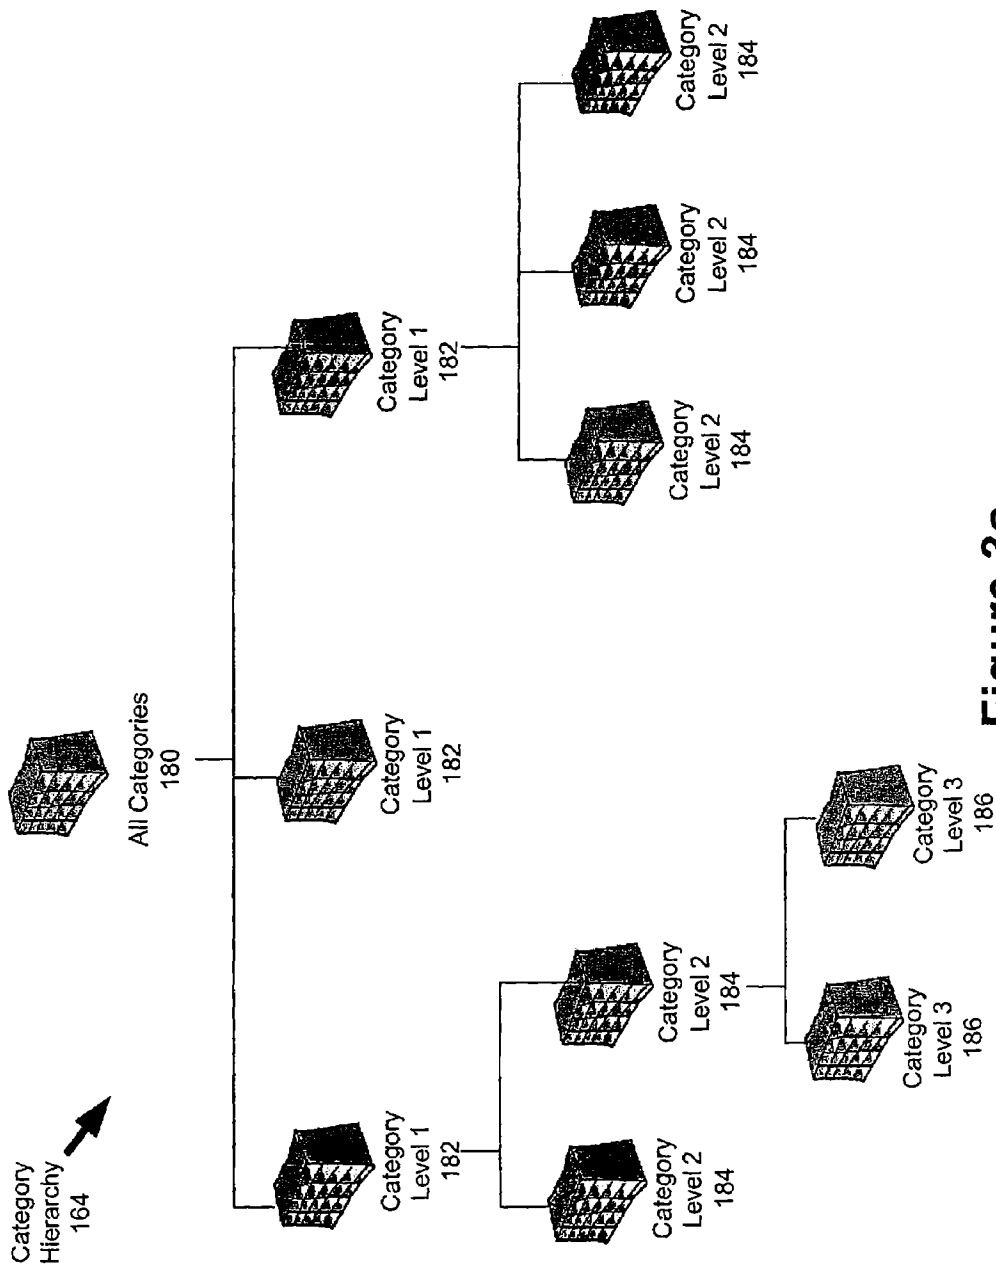 Category
Hierarchy
164
All Categories
180
Category
Level 1
182
Category
Level 1
182
Category
Level 1
182
Category
Level 2
184
Category
Level 2
184
Category
Level 2
184
Category
Level 2
184
Category
Level 2
184
Category
Level 3
186
Category
Level 3
186
Figure